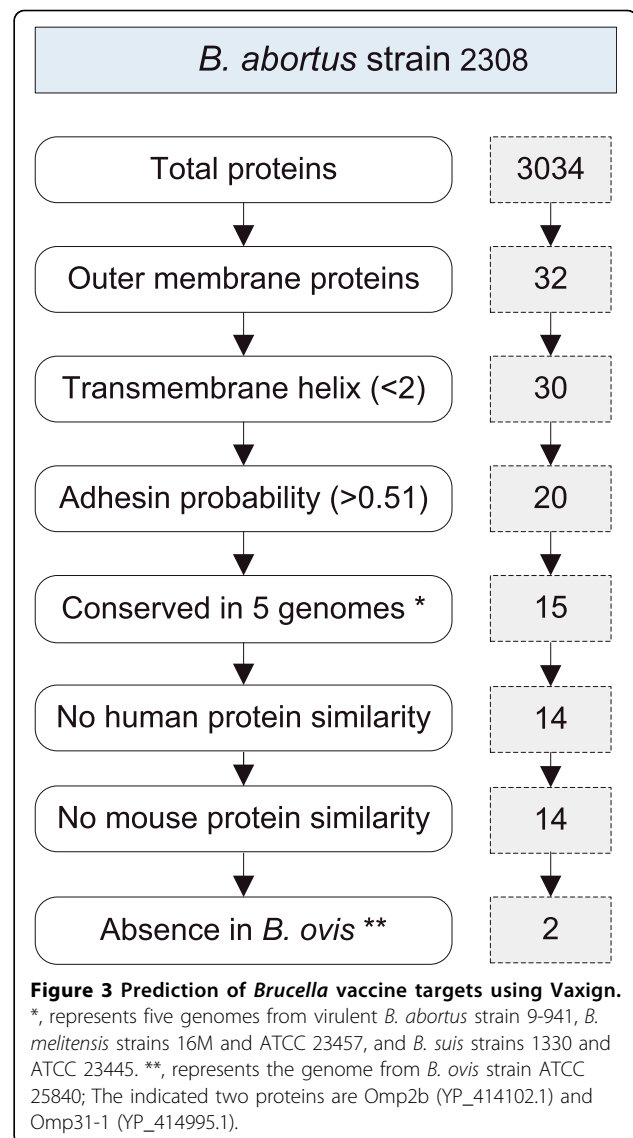 B. abortus strain 2308
Total proteins 3034
Outer membrane proteins 32
Transmembrane helix (<2) 30
Adhesin probability (>0.51) 20
Conserved in 5 genomes * 15
No human protein similarity 14
No mouse protein similarity 14
Absence in B. ovis ** 2
Figure 3 Prediction of Brucella vaccine targets using Vaxign.
*, represents five genomes from virulent B. abortus strain 9-941, B.
melitensis strains 16M and ATCC 23457, and B. suis strains 1330 and
ATCC 23445. **, represents the genome from B. ovis strain ATCC
25840; The indicated two proteins are Omp2b (YP_414102.1) and
Omp31-1 (YP_414995.1).